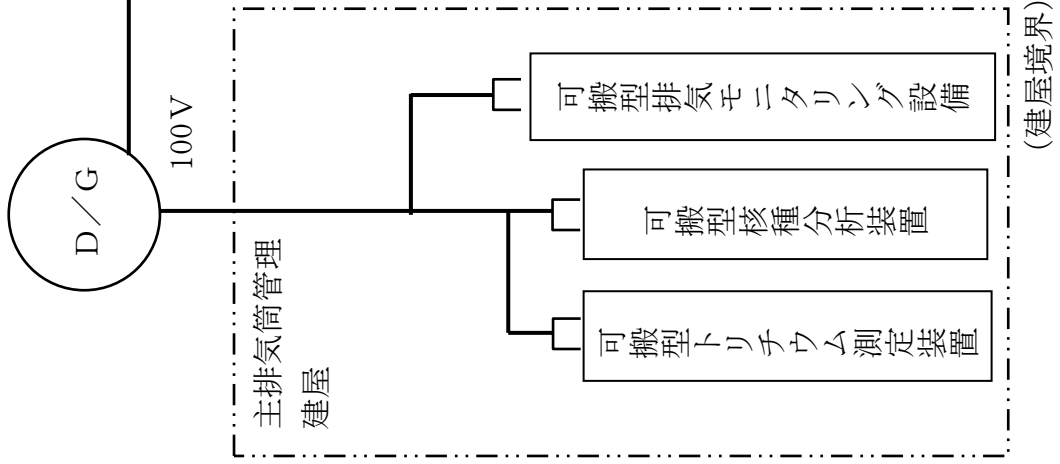 D/G
100V
主排気筒管理
建屋
可搬型排気モニタリング設備
可搬型核種分析装置
可搬型トリチウム測定装置
(建屋境界)